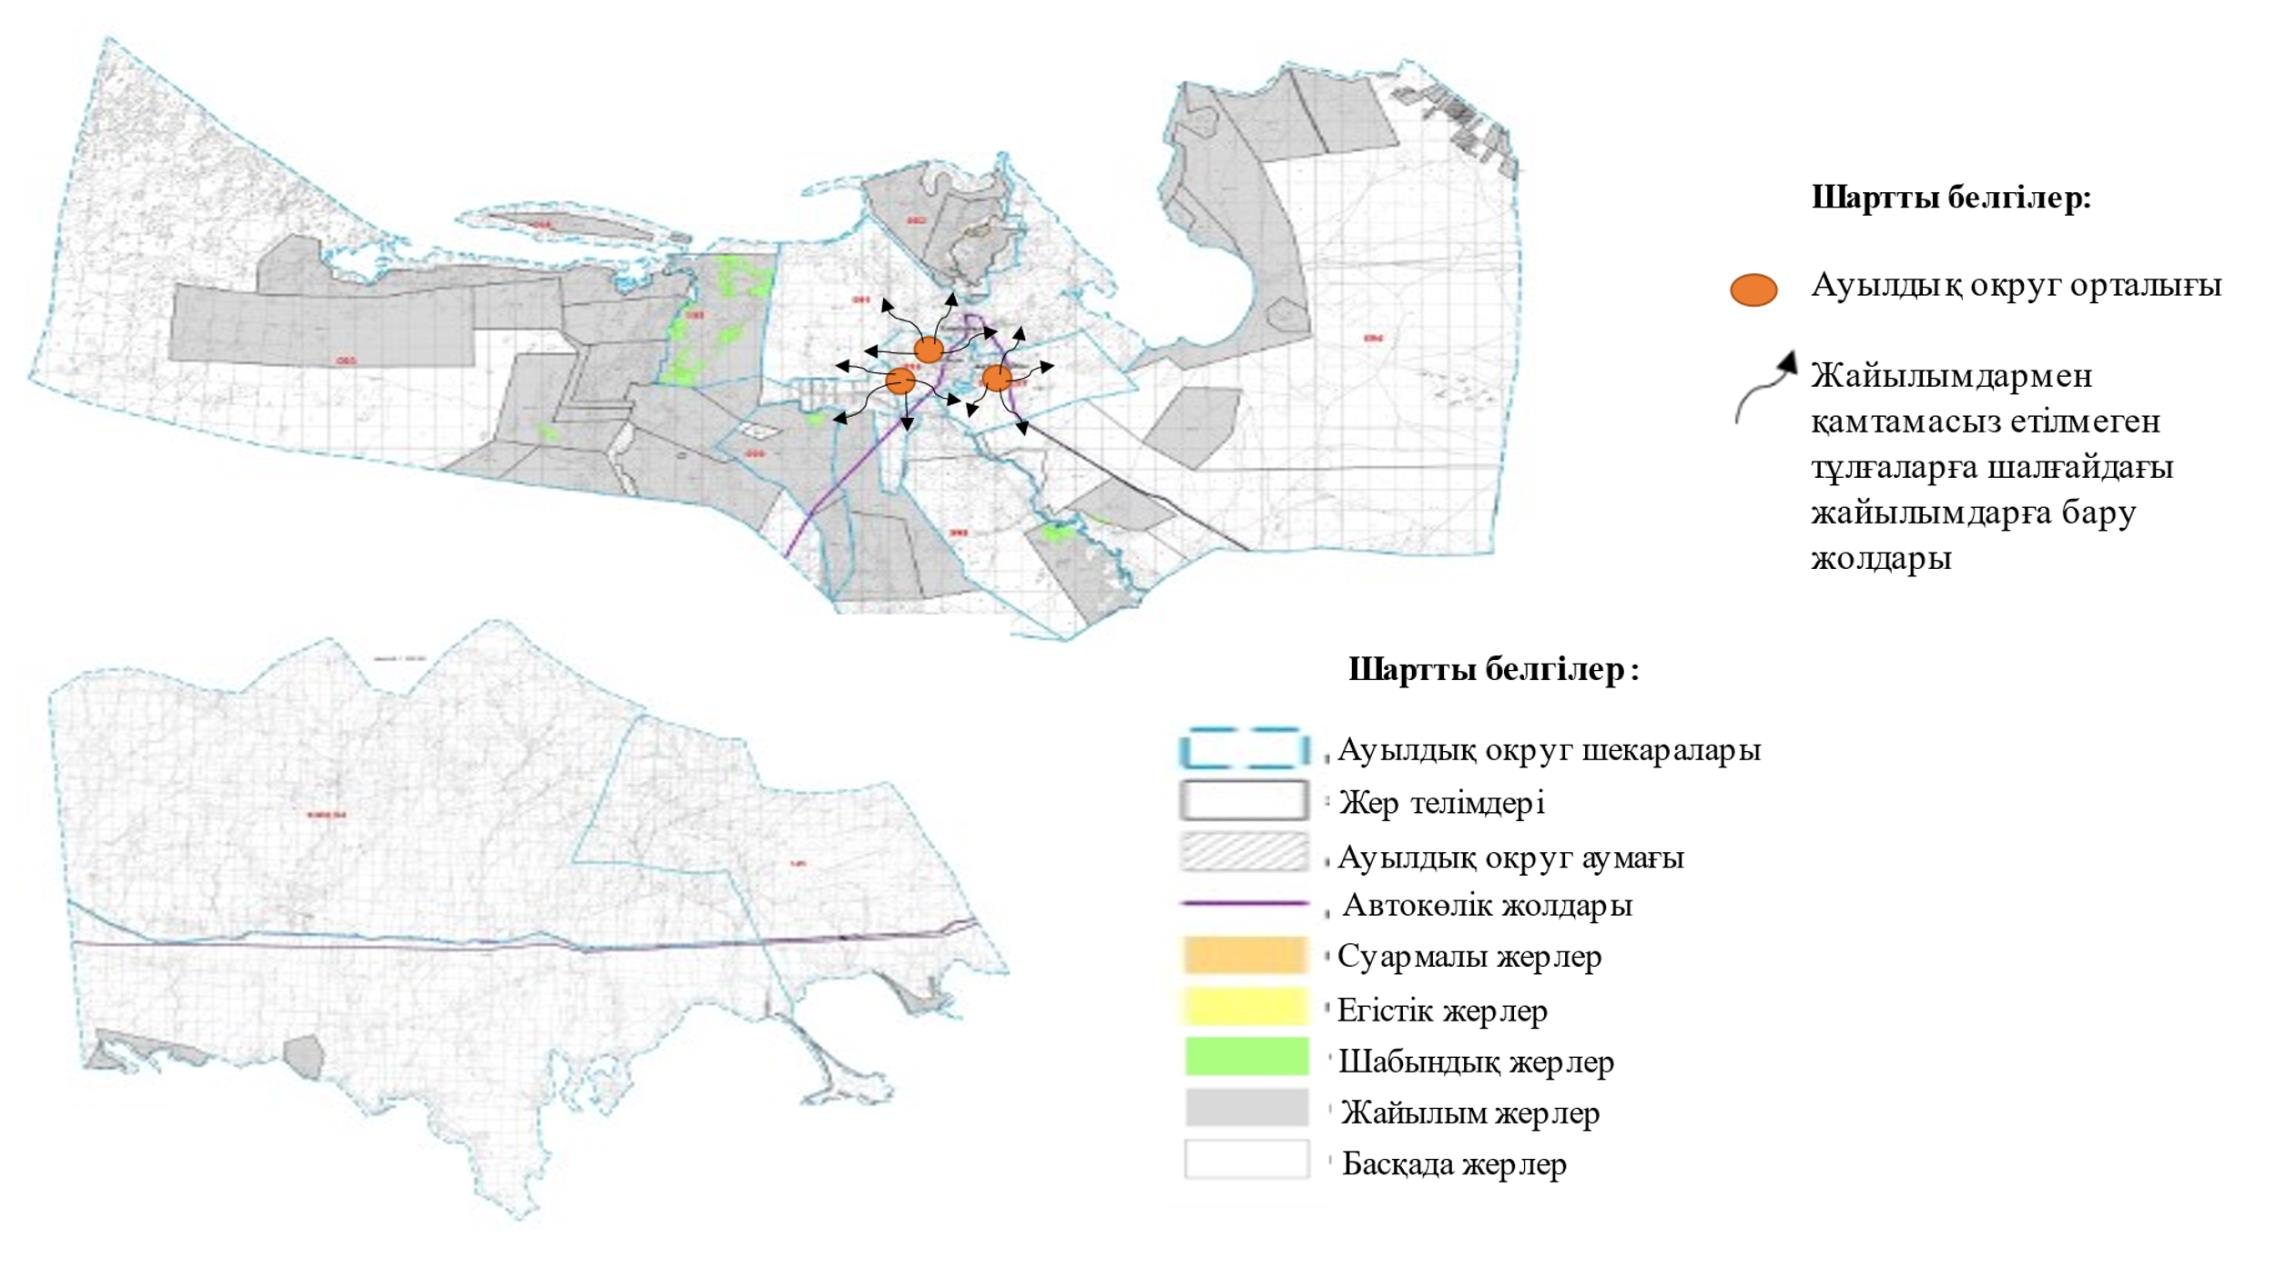 Шартты белгілер:
Ауылдық округ орталығы
Жайылымдармен
қамтамасыз етілмеген
тұлғаларға шалғайдағы
жайылымдарға бару
жолдары
Шартты белгілер:
Ауылдық округ шекаралары
Жер телімдері
Ауылдық округ аумағы
Автокөлік жолдары
Суармалы жерлер
Егістік жерлер
Шабындық жерлер
Жайылым жерлер
Басқада жерлер